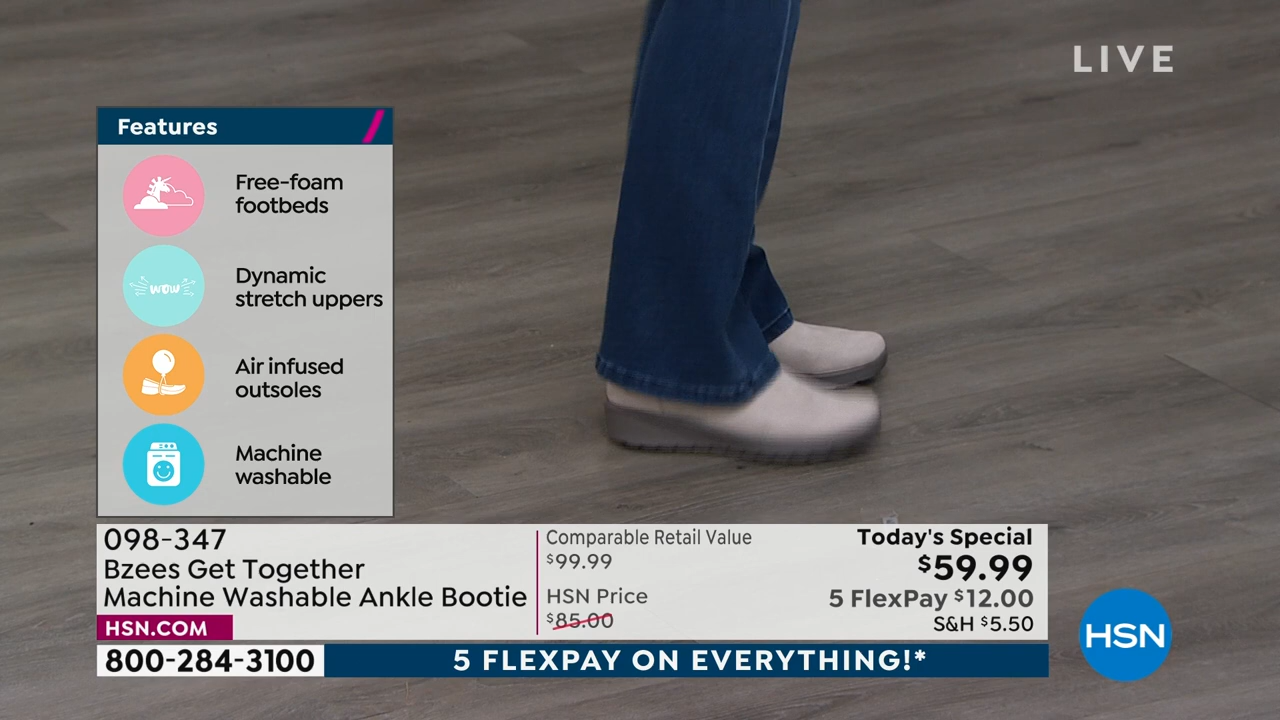 LIVE
Features
Free-foam
footbeds
WOW
Dynamic
stretch uppers
Air infused
outsoles
Machine
washable
098-347
Bzees Get Together
Machine Washable Ankle Bootie
HSN.COM
Comparable Retail Value
$99.99
HSN Price
$85.00
Today's Special
$59.99
5 FlexPay $12.00
S&H $5.50
800-284-3100
5 FLEXPAY ON EVERYTHING!*
HSN